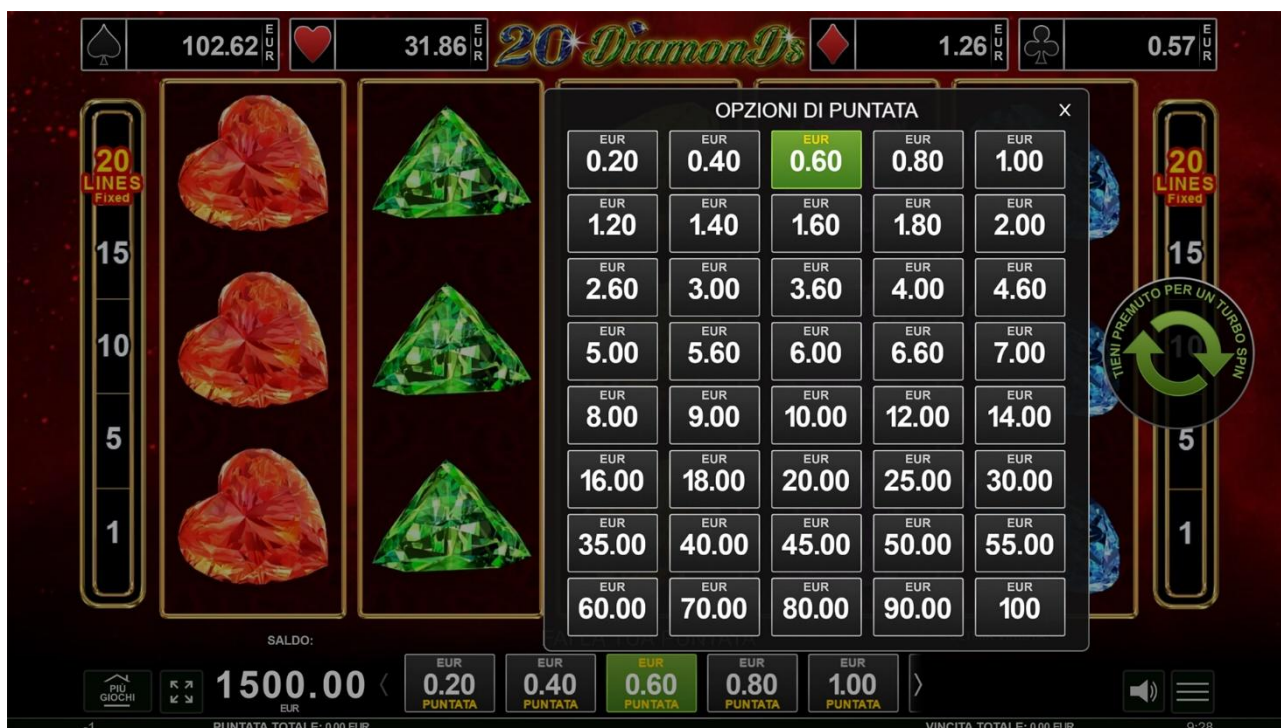 102.62 EUR
31.86 EUR
20 Diamonds
1.26 EUR
0.57 EUR
OPZIONI DI PUNTATA X
EUR EUR EUR EUR EUR
0.20 0.40 0.60 0.80 1.00
EUR EUR EUR EUR EUR
1.20 1.40 1.60 1.80 2.00
EUR EUR EUR EUR EUR
2.60 3.00 3.60 4.00 4.60
EUR EUR EUR EUR EUR
5.00 5.60 6.00 6.60 7.00
EUR EUR EUR EUR EUR
8.00 9.00 10.00 12.00 14.00
EUR EUR EUR EUR EUR
16.00 18.00 20.00 25.00 30.00
EUR EUR EUR EUR EUR
35.00 40.00 45.00 50.00 55.00
EUR EUR EUR EUR EUR
60.00 70.00 80.00 90.00 100
20
LINES
Fixed
15
10
5
1
20
LINES
Fixed
15
10
5
1
TIENI PREMUTO PER UN TURBO SPIN
FAI LA TUA PUNTATA
SALDO:
PIÙ
GIOCHI
1500.00
EUR
EUR EUR EUR EUR EUR
0.20 0.40 0.60 0.80 1.00
PUNTATA PUNTATA PUNTATA PUNTATA PUNTATA
-1 PUNTATA TOTALE: 0.00 EUR VINCITA TOTALE: 0.00 EUR 9:28